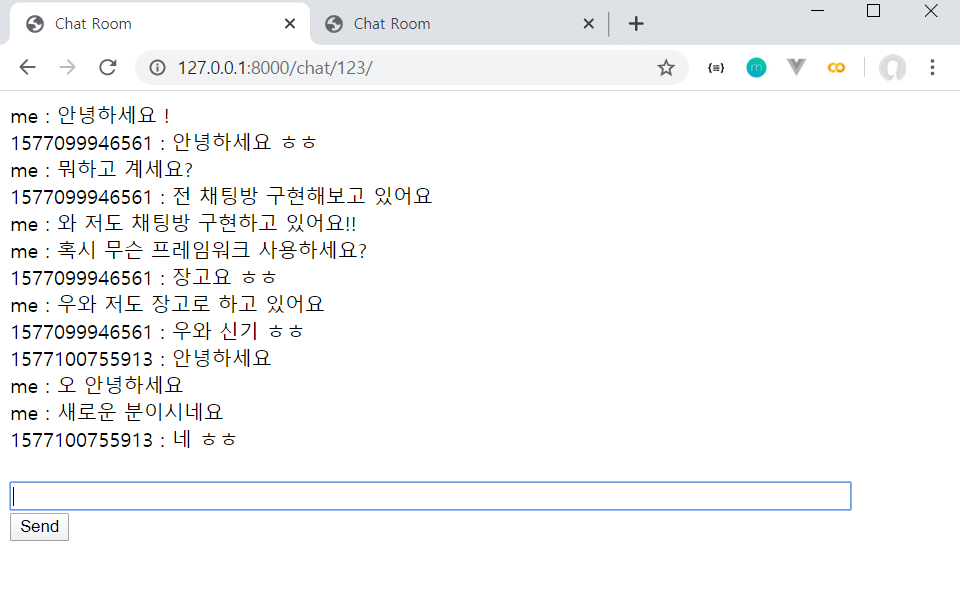 Chat Room
Chat Room
127.0.0.1:8000/chat/123/
me : 안녕하세요 !
1577099946561 : 안녕하세요 ㅎㅎ
me : 뭐하고 계세요?
1577099946561 : 전 채팅방 구현해보고 있어요
me : 와 저도 채팅방 구현하고 있어요!!
me : 혹시 무슨 프레임워크 사용하세요?
1577099946561 : 장고요 ㅎㅎ
me : 우와 저도 장고로 하고 있어요
1577099946561 : 우와 신기 ㅎㅎ
1577100755913 : 안녕하세요
me : 오 안녕하세요
me : 새로운 분이시네요
1577100755913 : 네 ㅎㅎ
Send